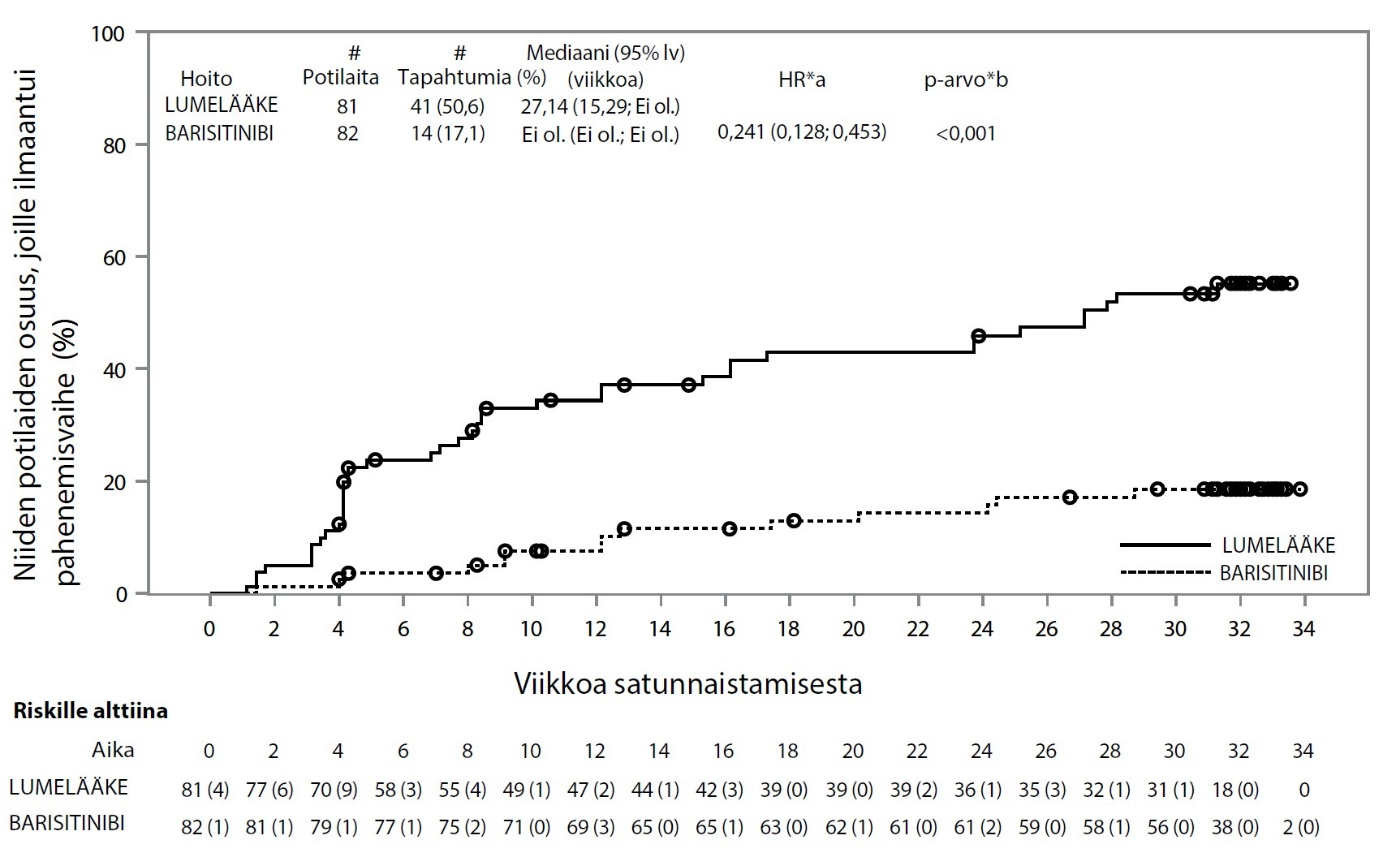 Niiden potilaiden osuus, joille ilmaantui
pahenemisvaihe (%)
100
80
60
40
20
0
# # Mediaani (95% lv)
Hoito Potilaita Tapahtumia (%) (viikkoa) HR*a p-arvo*b
LUMELÄÄKE 81 41 (50,6) 27,14 (15,29; Ei ol.)
BARISITINIBI 82 14 (17,1) Ei ol. (Ei ol.; Ei ol.) 0,241 (0,128; 0,453) <0,001
LUMELÄÄKE
BARISITINIBI
0 2 4 6 8 10 12 14 16 18 20 22 24 26 28 30 32 34
Viikkoa satunnaistamisesta
Riskille alttiina
Aika 0 2 4 6 8 10 12 14 16 18 20 22 24 26 28 30 32 34
LUMELÄÄKE 81 (4) 77 (6) 70 (9) 58 (3) 55 (4) 49 (1) 47 (2) 44 (1) 42 (3) 39 (0) 39 (0) 39 (2) 36 (1) 35 (3) 32 (1) 31 (1) 18 (0) 0
BARISITINIBI 82 (1) 81 (1) 79 (1) 77 (1) 75 (2) 71 (0) 69 (3) 65 (0) 65 (1) 63 (0) 62 (1) 61 (0) 61 (2) 59 (0) 58 (1) 56 (0) 38 (0) 2 (0)